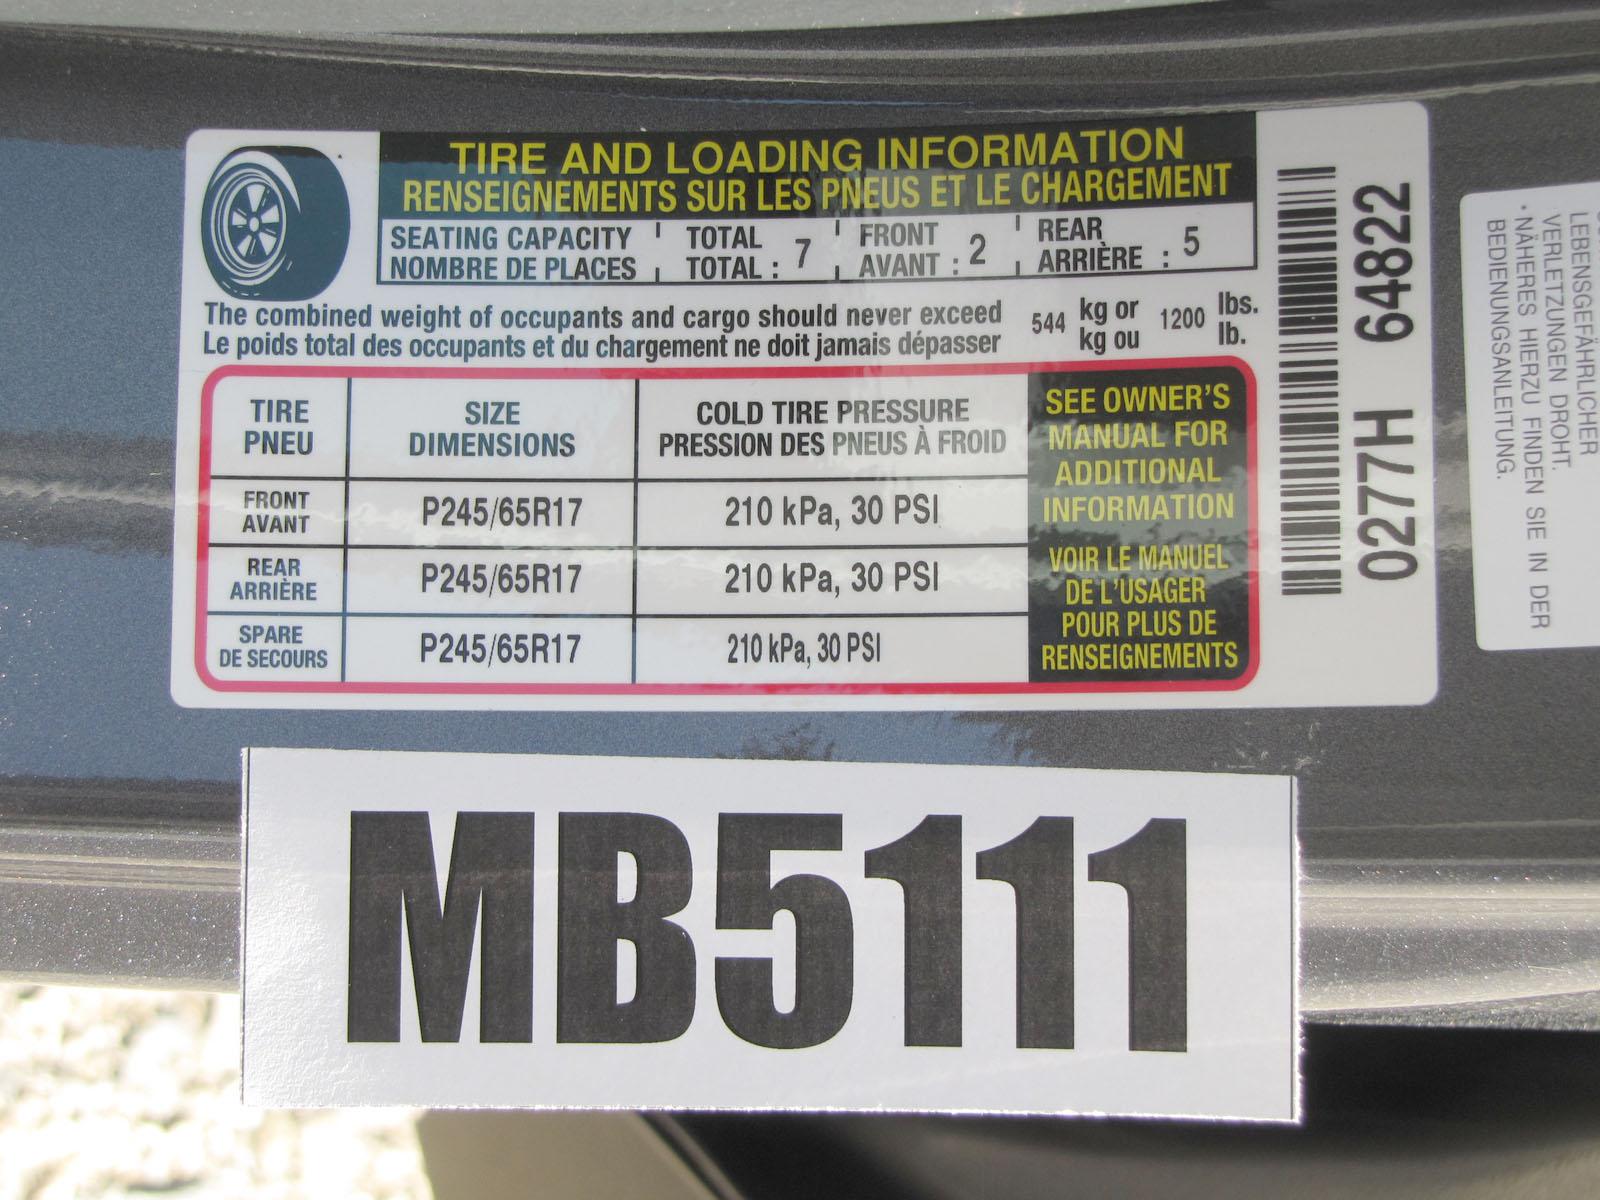 TIRE AND LOADING INFORMATION
RENSEIGNEMENTS SUR LES PNEUS ET LE CHARGEMENT
SEATING CAPACITY TOTAL FRONT REAR
NOMBRE DE PLACES TOTAL : 7 AVANT : 2 ARRIÈRE : 5
The combined weight of occupants and cargo should never exceed 544 kg or 1200 lbs.
Le poids total des occupants et du chargement ne doit jamais dépasser kg ou lb.
TIRE SIZE COLD TIRE PRESSURE
PNEU DIMENSIONS PRESSION DES PNEUS À FROID
FRONT
AVANT P245/65R17 210 kPa, 30 PSI
REAR
ARRIÈRE P245/65R17 210 kPa, 30 PSI
SPARE
DE SECOURS P245/65R17 210 kPa, 30 PSI
SEE OWNER'S
MANUAL FOR
ADDITIONAL
INFORMATION
VOIR LE MANUEL
DE L'USAGER
POUR PLUS DE
RENSEIGNEMENTS
0277H 64822
LEBENSGEFÄHRLICHER
VERLETZUNGEN DROHT.
• NÄHERES HIERZU FINDEN SIE IN DER
BEDIENUNGSANLEITUNG.
MB5111